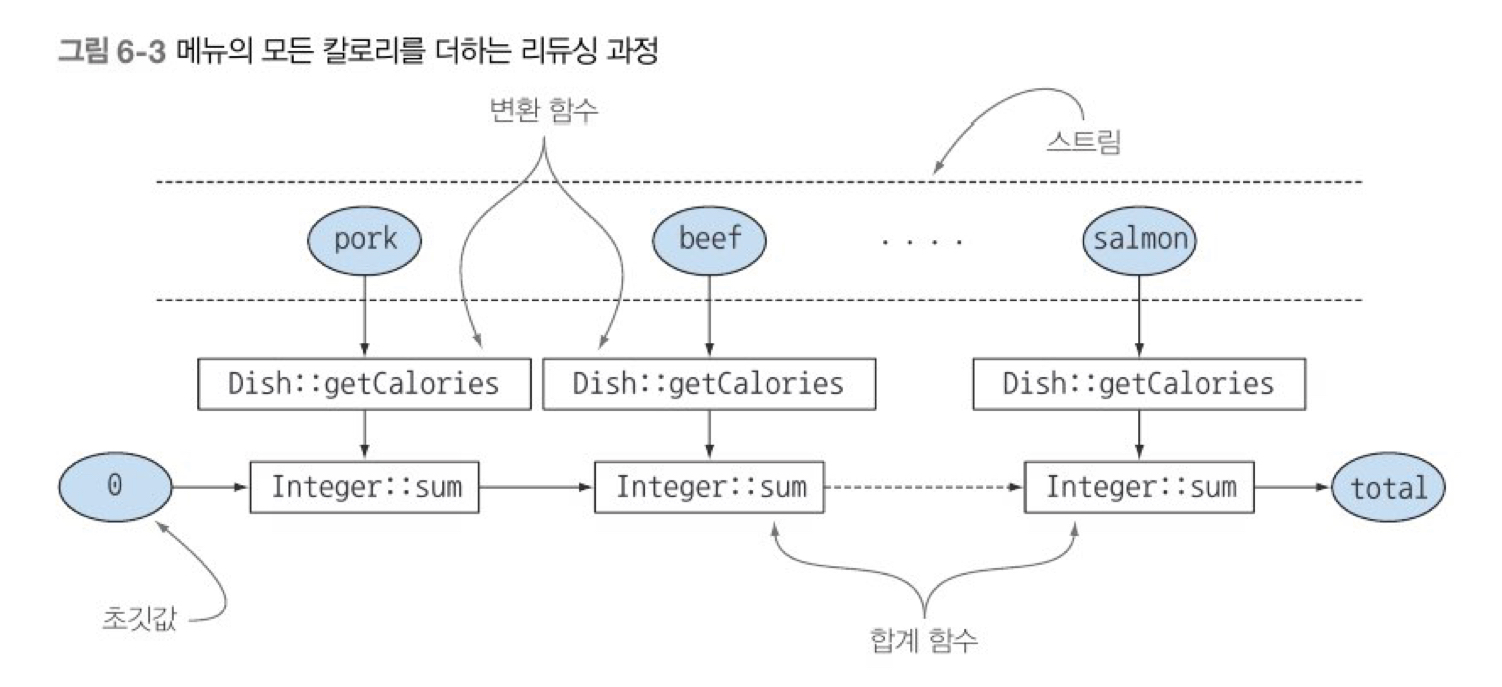 그림 6-3 메뉴의 모든 칼로리를 더하는 리듀싱 과정
변환 함수
스트림
pork
beef
. . . .
salmon
Dish::getCalories
Dish::getCalories
Dish::getCalories
0
Integer::sum
Integer::sum
Integer::sum
total
초깃값
합계 함수